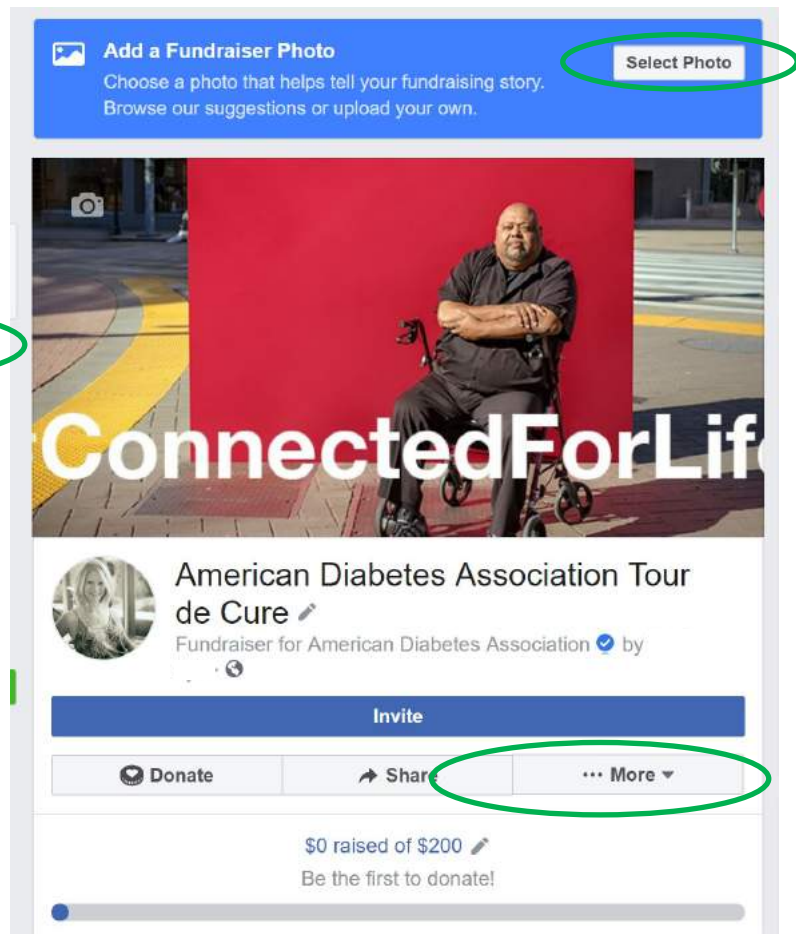 Add a Fundraiser Photo
Select Photo
Choose a photo that helps tell your fundraising story.
Browse our suggestions or upload your own.
ConnectedForLif
American Diabetes Association Tour
de Cure
Fundraiser for American Diabetes Association by
Invite
Donate
Share
More
$0 raised of $200
Be the first to donate!